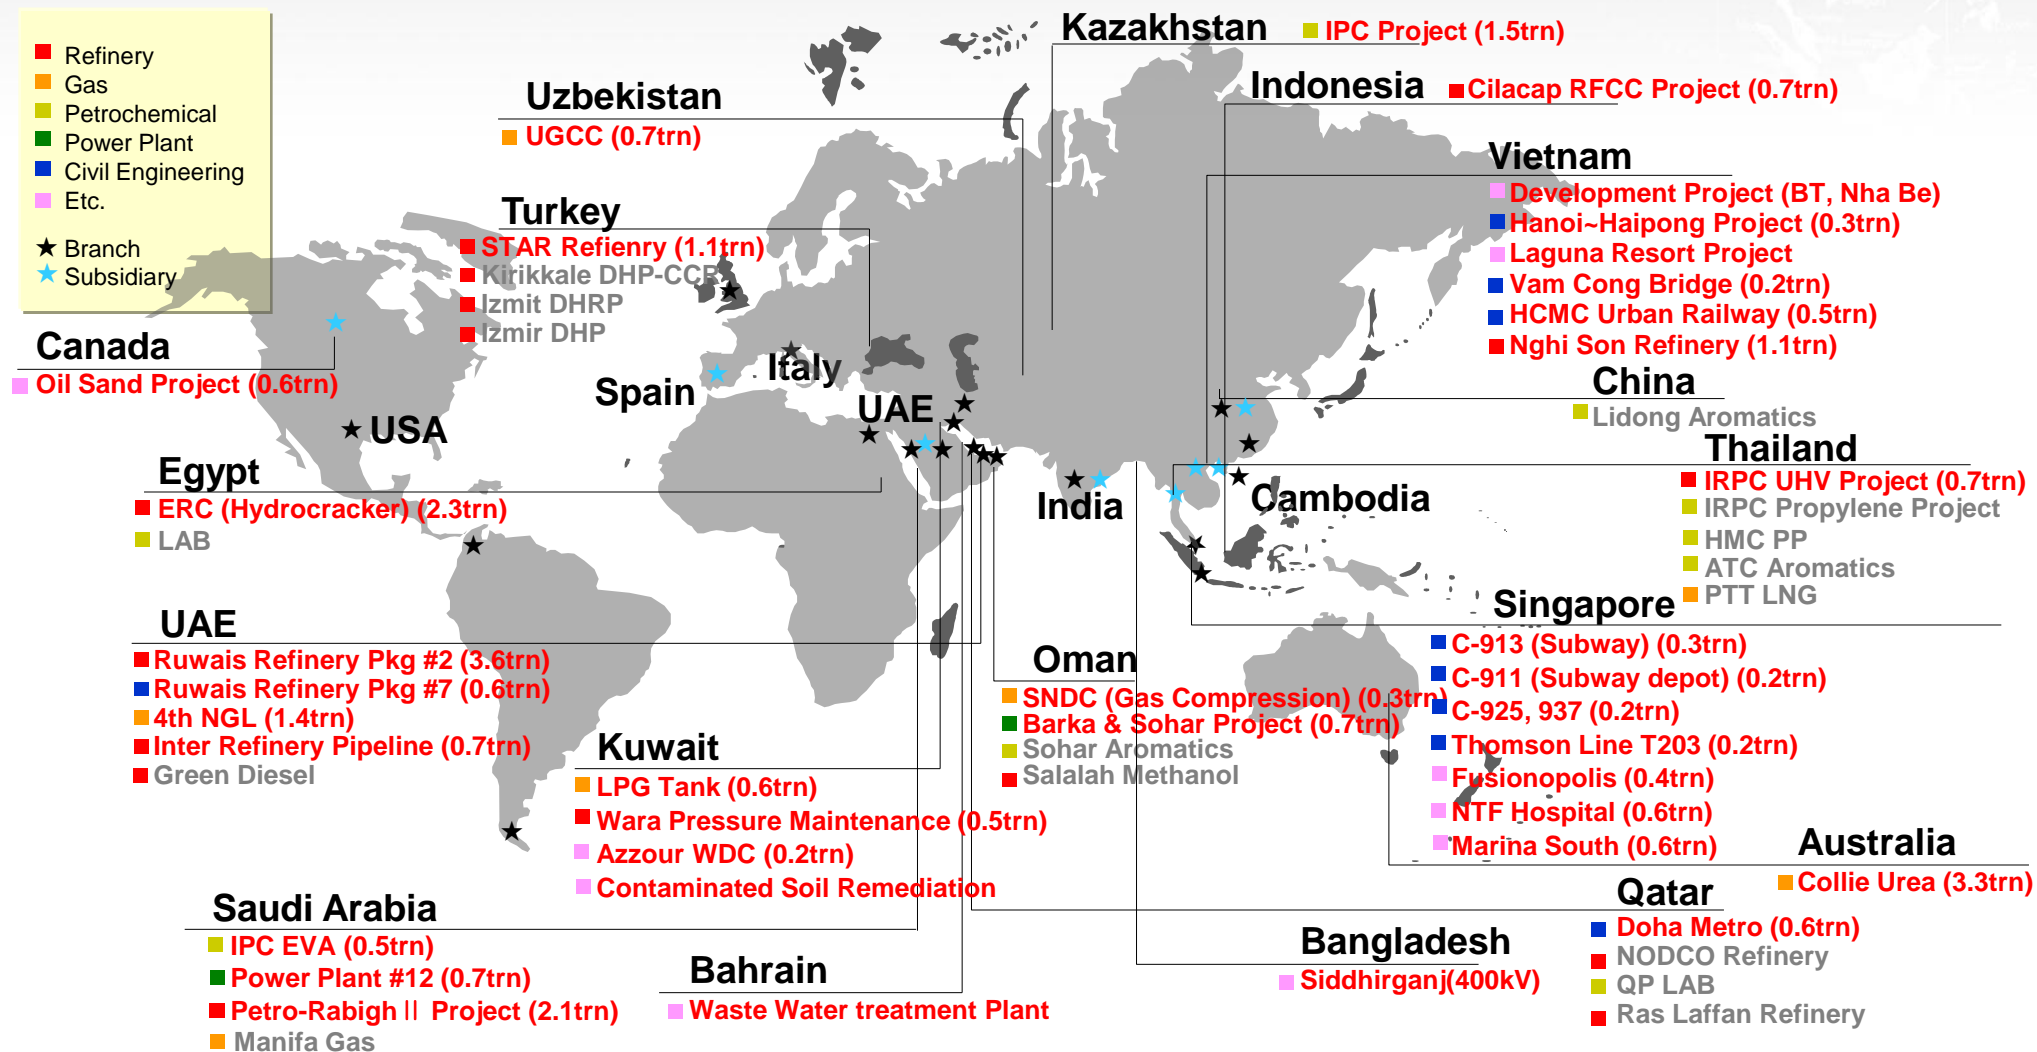 Refinery
Gas
Petrochemical
Power Plant
Civil Engineering
Etc.
Branch
Subsidiary
Kazakhstan
IPC Project (1.5trn)
Uzbekistan
UGCC (0.7trn)
Indonesia
Cilacap RFCC Project (0.7trn)
Vietnam
Development Project (BT, Nha Be)
Hanoi~Haipong Project (0.3trn)
Laguna Resort Project
Vam Cong Bridge (0.2trn)
HCMC Urban Railway (0.5trn)
Nghi Son Refinery (1.1trn)
Turkey
STAR Refienry (1.1trn)
Kirikkale DHP-CCR
Izmit DHRP
Izmir DHP
Canada
Oil Sand Project (0.6trn)
Italy
Spain
UAE
USA
China
Lidong Aromatics
Thailand
IRPC UHV Project (0.7trn)
IRPC Propylene Project
HMC PP
ATC Aromatics
PTT LNG
Egypt
ERC (Hydrocracker) (2.3trn)
LAB
India
Cambodia
Singapore
C-913 (Subway) (0.3trn)
C-911 (Subway depot) (0.2trn)
C-925, 937 (0.2trn)
Thomson Line T203 (0.2trn)
Fusionopolis (0.4trn)
NTF Hospital (0.6trn)
Marina South (0.6trn)
UAE
Ruwais Refinery Pkg #2 (3.6trn)
Ruwais Refinery Pkg #7 (0.6trn)
4th NGL (1.4trn)
Inter Refinery Pipeline (0.7trn)
Green Diesel
Oman
SNDC (Gas Compression) (0.3trn)
Barka & Sohar Project (0.7trn)
Sohar Aromatics
Salalah Methanol
Kuwait
LPG Tank (0.6trn)
Wara Pressure Maintenance (0.5trn)
Azzour WDC (0.2trn)
Contaminated Soil Remediation
Australia
Collie Urea (3.3trn)
Saudi Arabia
IPC EVA (0.5trn)
Power Plant #12 (0.7trn)
Petro-Rabigh II Project (2.1trn)
Manifa Gas
Bahrain
Waste Water treatment Plant
Bangladesh
Siddhirganj(400kV)
Qatar
Doha Metro (0.6trn)
NODCO Refinery
QP LAB
Ras Laffan Refinery